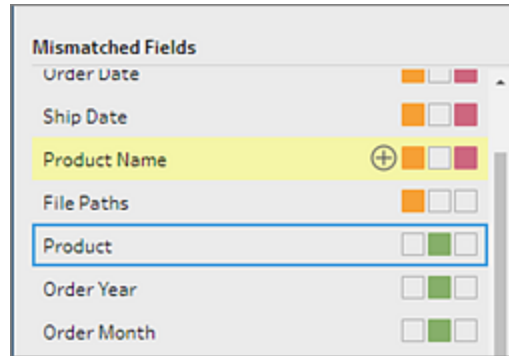 Mismatched Fields
Order Date
Ship Date
Product Name
File Paths
Product
Order Year
Order Month